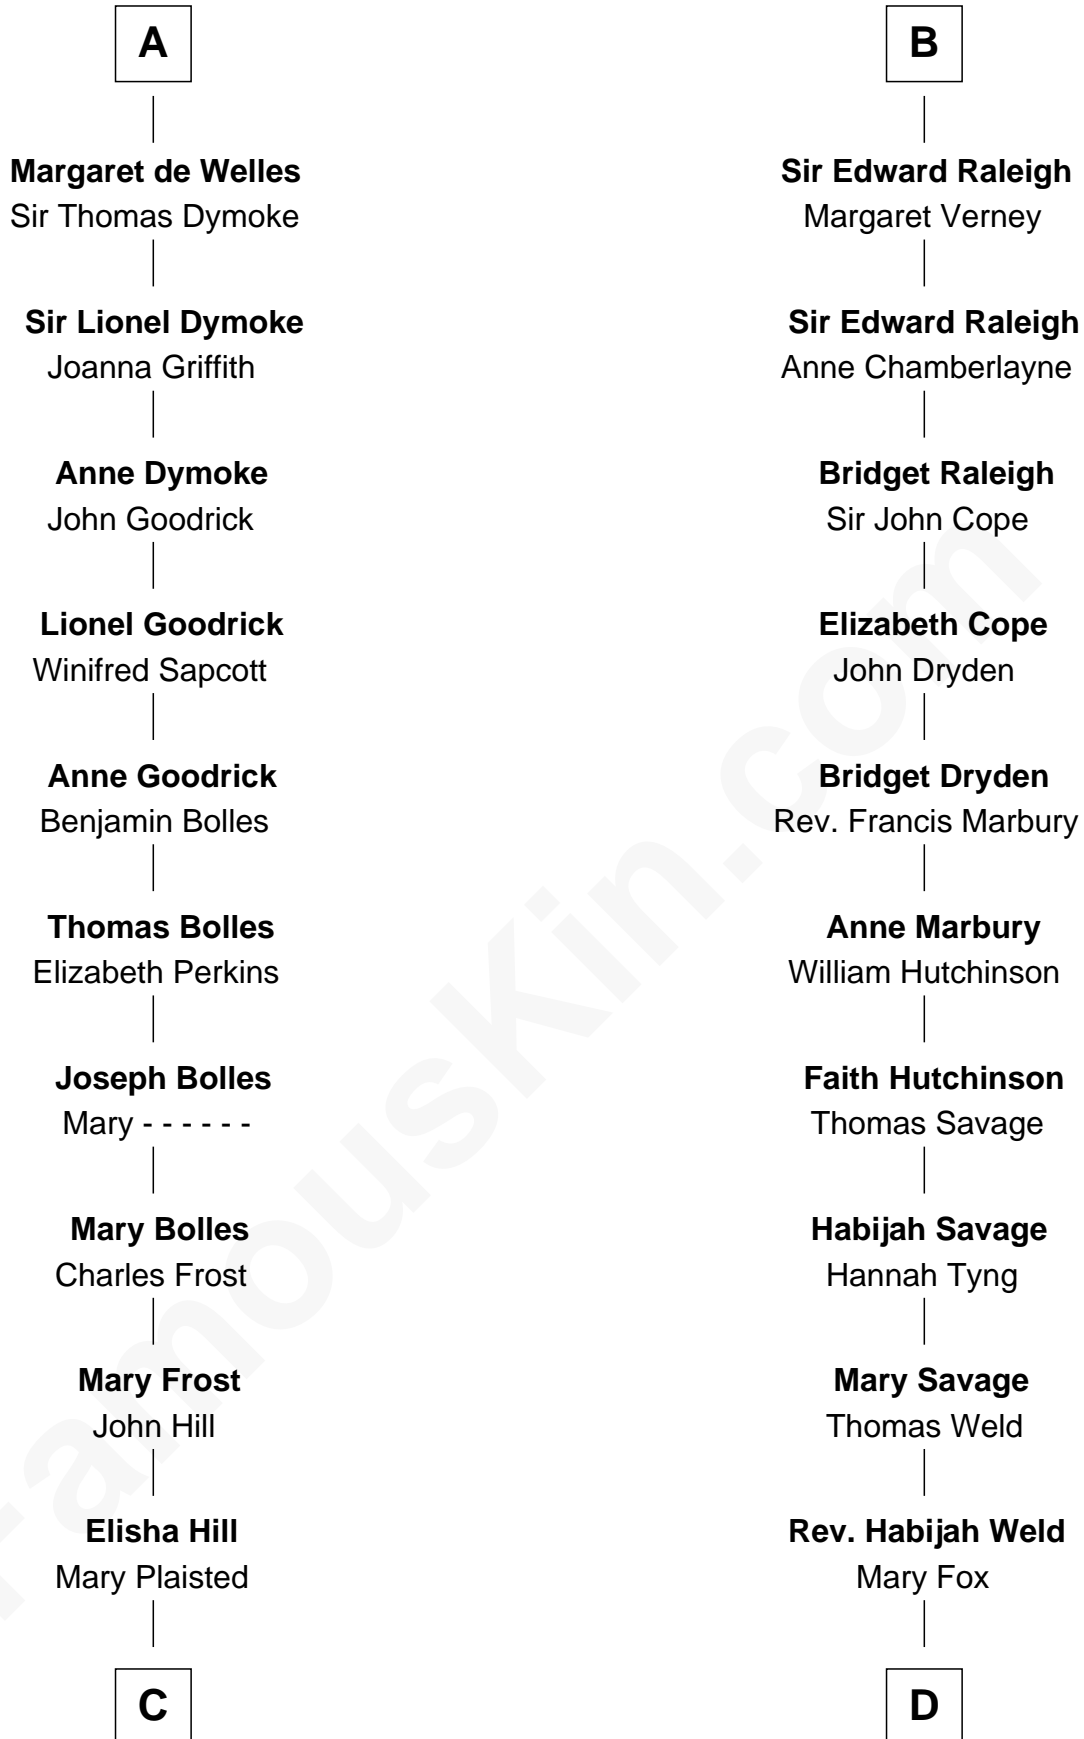 A
Margaret de Welles
Sir Thomas Dymoke
Sir Lionel Dymoke
Joanna Griffith
Anne Dymoke
John Goodrick
Lionel Goodrick
Winifred Sapcott
Anne Goodrick
Benjamin Bolles
Thomas Bolles
Elizabeth Perkins
Joseph Bolles
Mary - - - - - -
Mary Bolles
Charles Frost
Mary Frost
John Hill
Elisha Hill
Mary Plaisted
C
B
Sir Edward Raleigh
Margaret Verney
Sir Edward Raleigh
Anne Chamberlayne
Bridget Raleigh
Sir John Cope
Elizabeth Cope
John Dryden
Bridget Dryden
Rev. Francis Marbury
Anne Marbury
William Hutchinson
Faith Hutchinson
Thomas Savage
Habijah Savage
Hannah Tyng
Mary Savage
Thomas Weld
Rev. Habijah Weld
Mary Fox
D
FamousKin.com